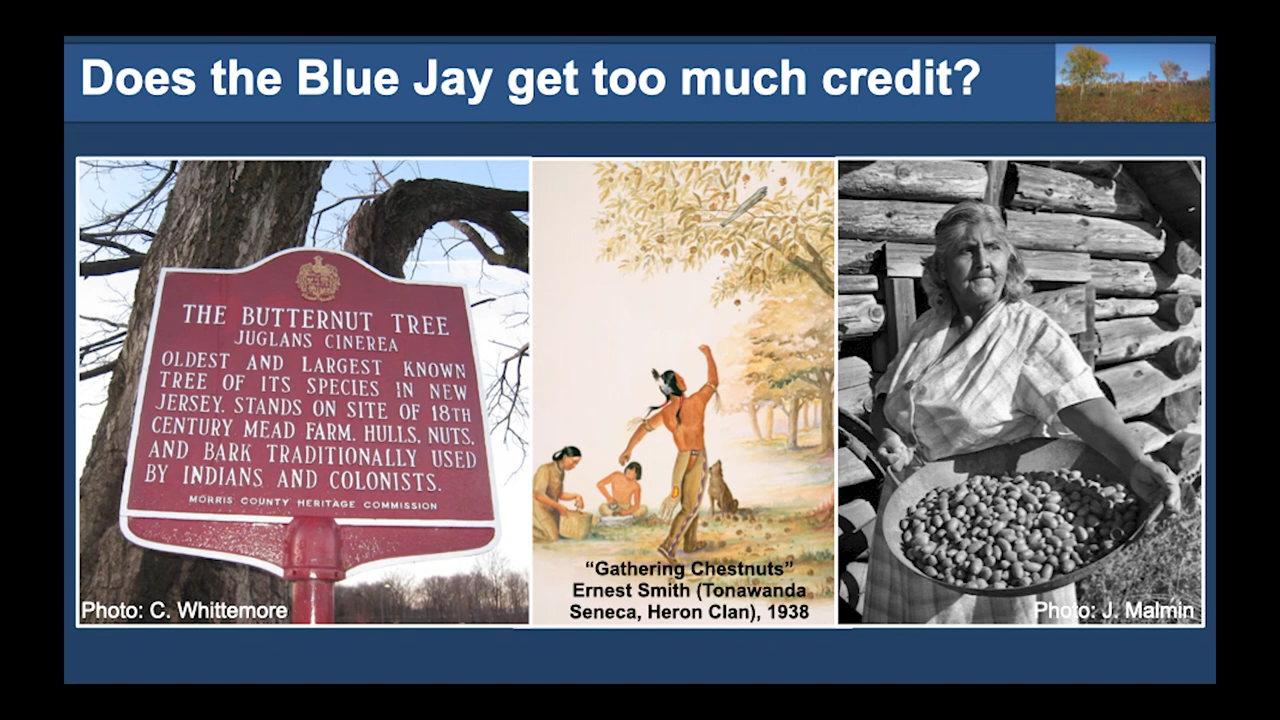 Does the Blue Jay get too much credit?
THE BUTTERNUT TREE
JUGLANS CINEREA
OLDEST AND LARGEST KNOWN
TREE OF ITS SPECIES IN NEW
JERSEY. STANDS ON SITE OF 18TH
CENTURY MEAD FARM. HULLS, NUTS,
AND BARK TRADITIONALLY USED
BY INDIANS AND COLONISTS.
MORRIS COUNTY HERITAGE COMMISSION
Photo: C. Whittemore
“Gathering Chestnuts”
Ernest Smith (Tonawanda
Seneca, Heron Clan), 1938
Photo: J. Malmin